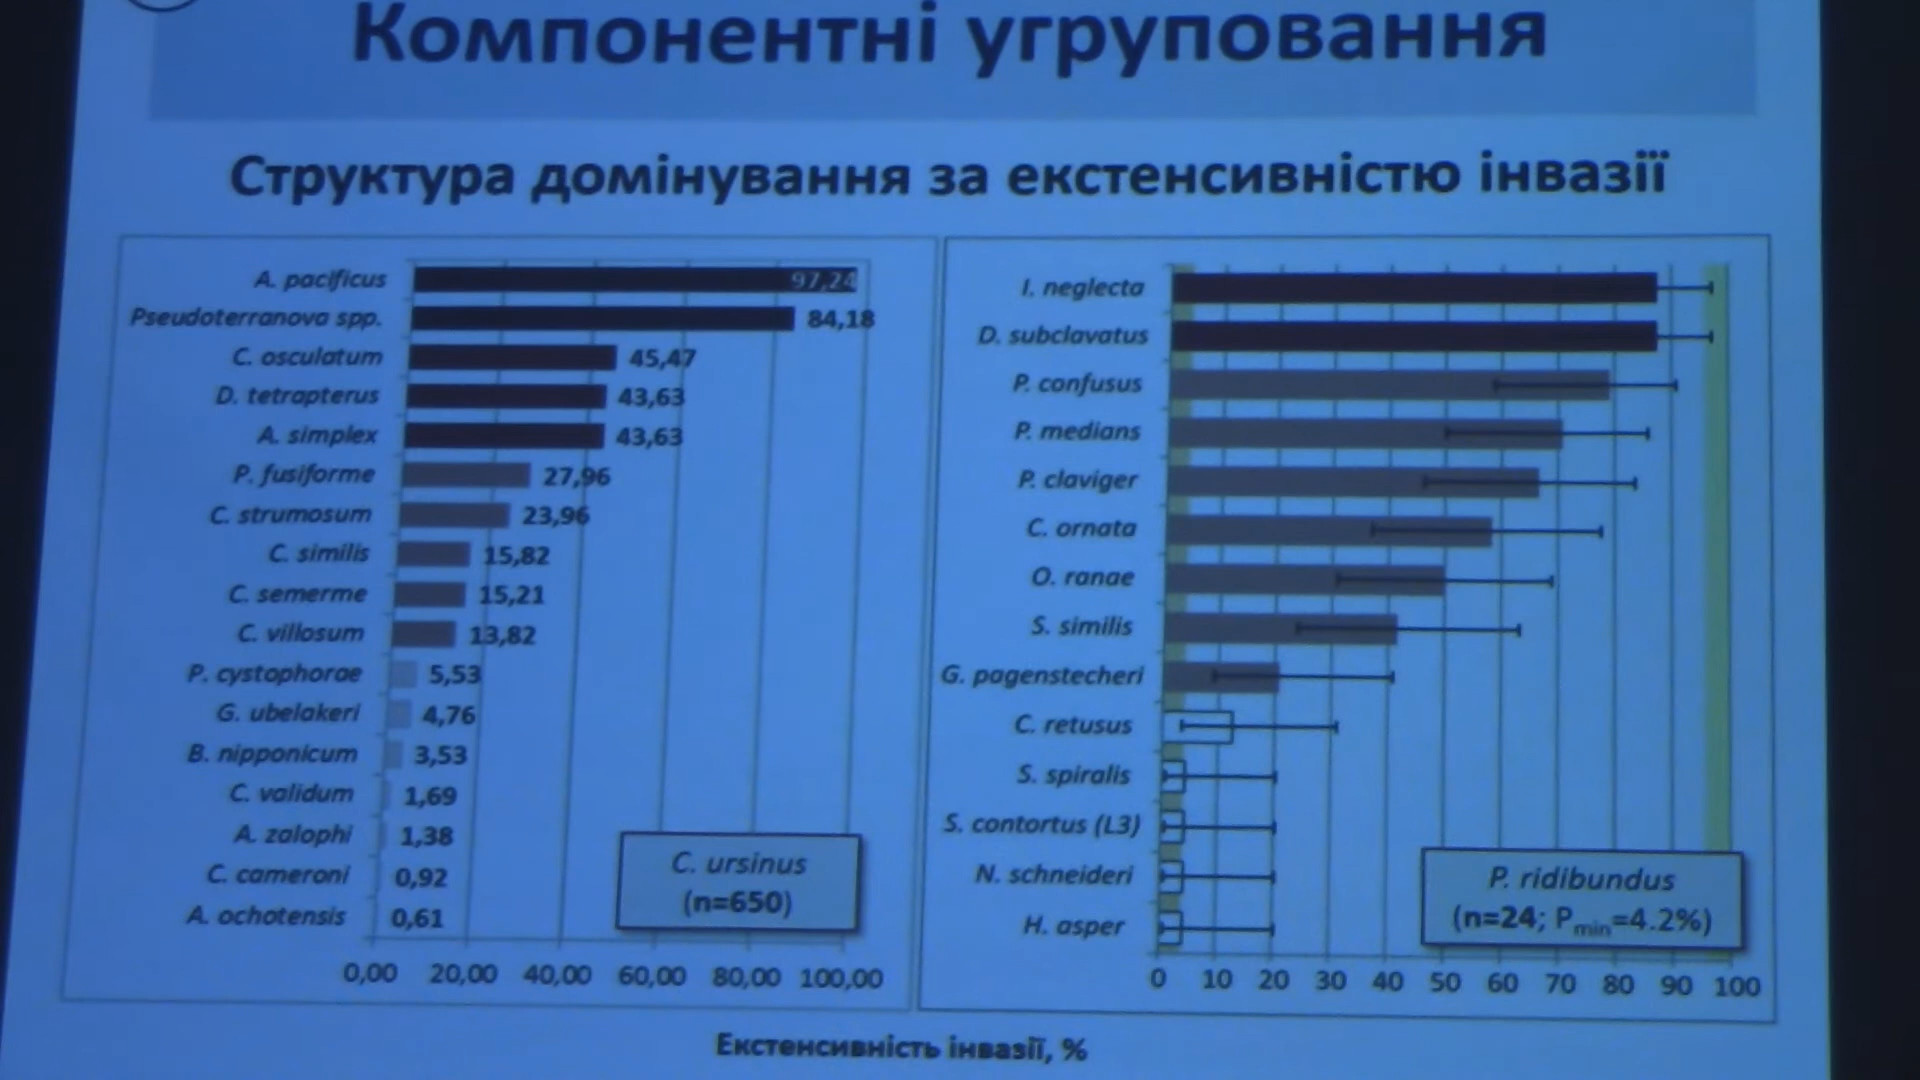 Компонентні угруповання
Структура домінування за екстенсивністю інвазії
A. pacificus 97,24
Pseudoterranova spp. 84,18
C. osculatum 45,47
D. tetrapterus 43,63
A. simplex 43,63
P. fusiforme 27,96
C. strumosum 23,96
C. similis 15,82
C. semerme 15,21
C. villosum 13,82
P. cystophorae 5,53
G. ubelakeri 4,76
B. nipponicum 3,53
C. validum 1,69
A. zalophi 1,38
C. cameroni 0,92
A. ochotensis 0,61
C. ursinus
(n=650)
0,00 20,00 40,00 60,00 80,00 100,00
I. neglecta
D. subclavatus
P. confusus
P. medians
P. claviger
C. ornata
O. ranae
S. similis
G. pagenstecheri
C. retusus
S. spiralis
S. contortus (L3)
N. schneideri
H. asper
P. ridibundus
(n=24; Pmin=4.2%)
0 10 20 30 40 50 60 70 80 90 100
Екстенсивність інвазії, %